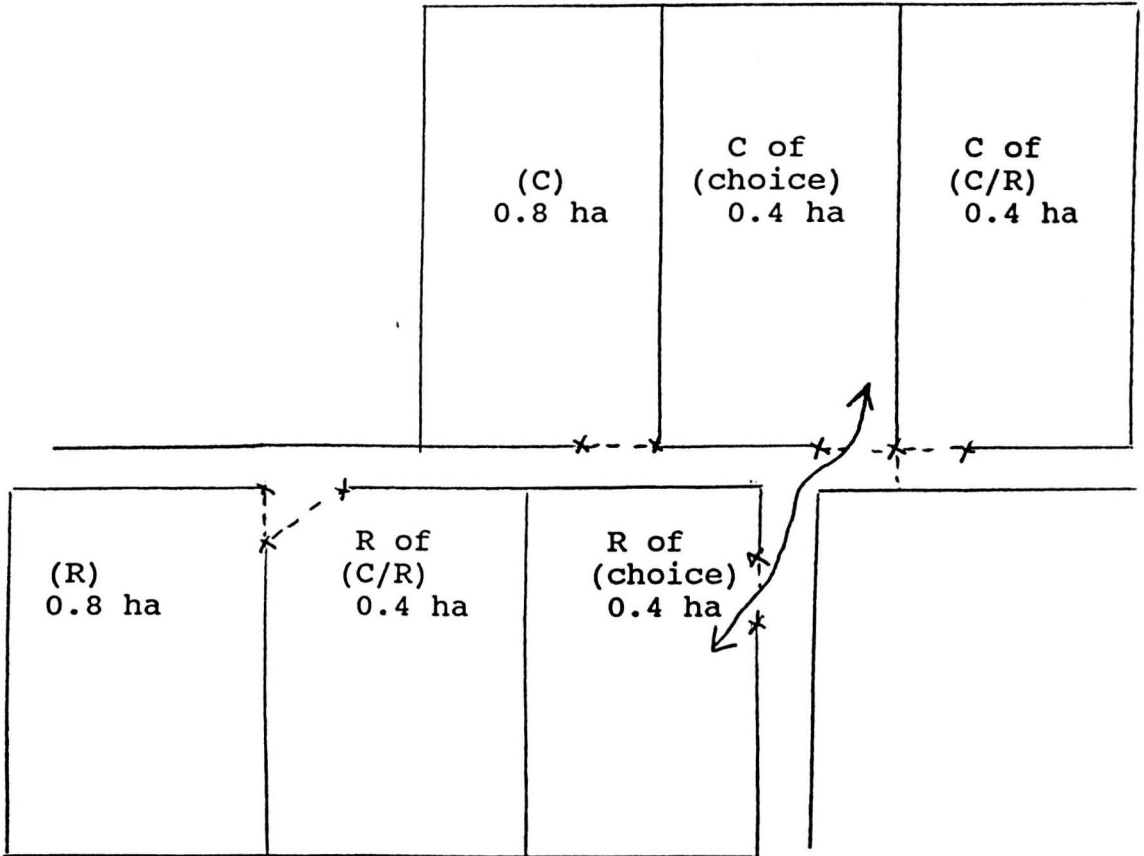 (C)
0.8 ha
C of
(choice)
0.4 ha
C of
(C/R)
0.4 ha
(R)
0.8 ha
R of
(C/R)
0.4 ha
R of
(choice)
0.4 ha